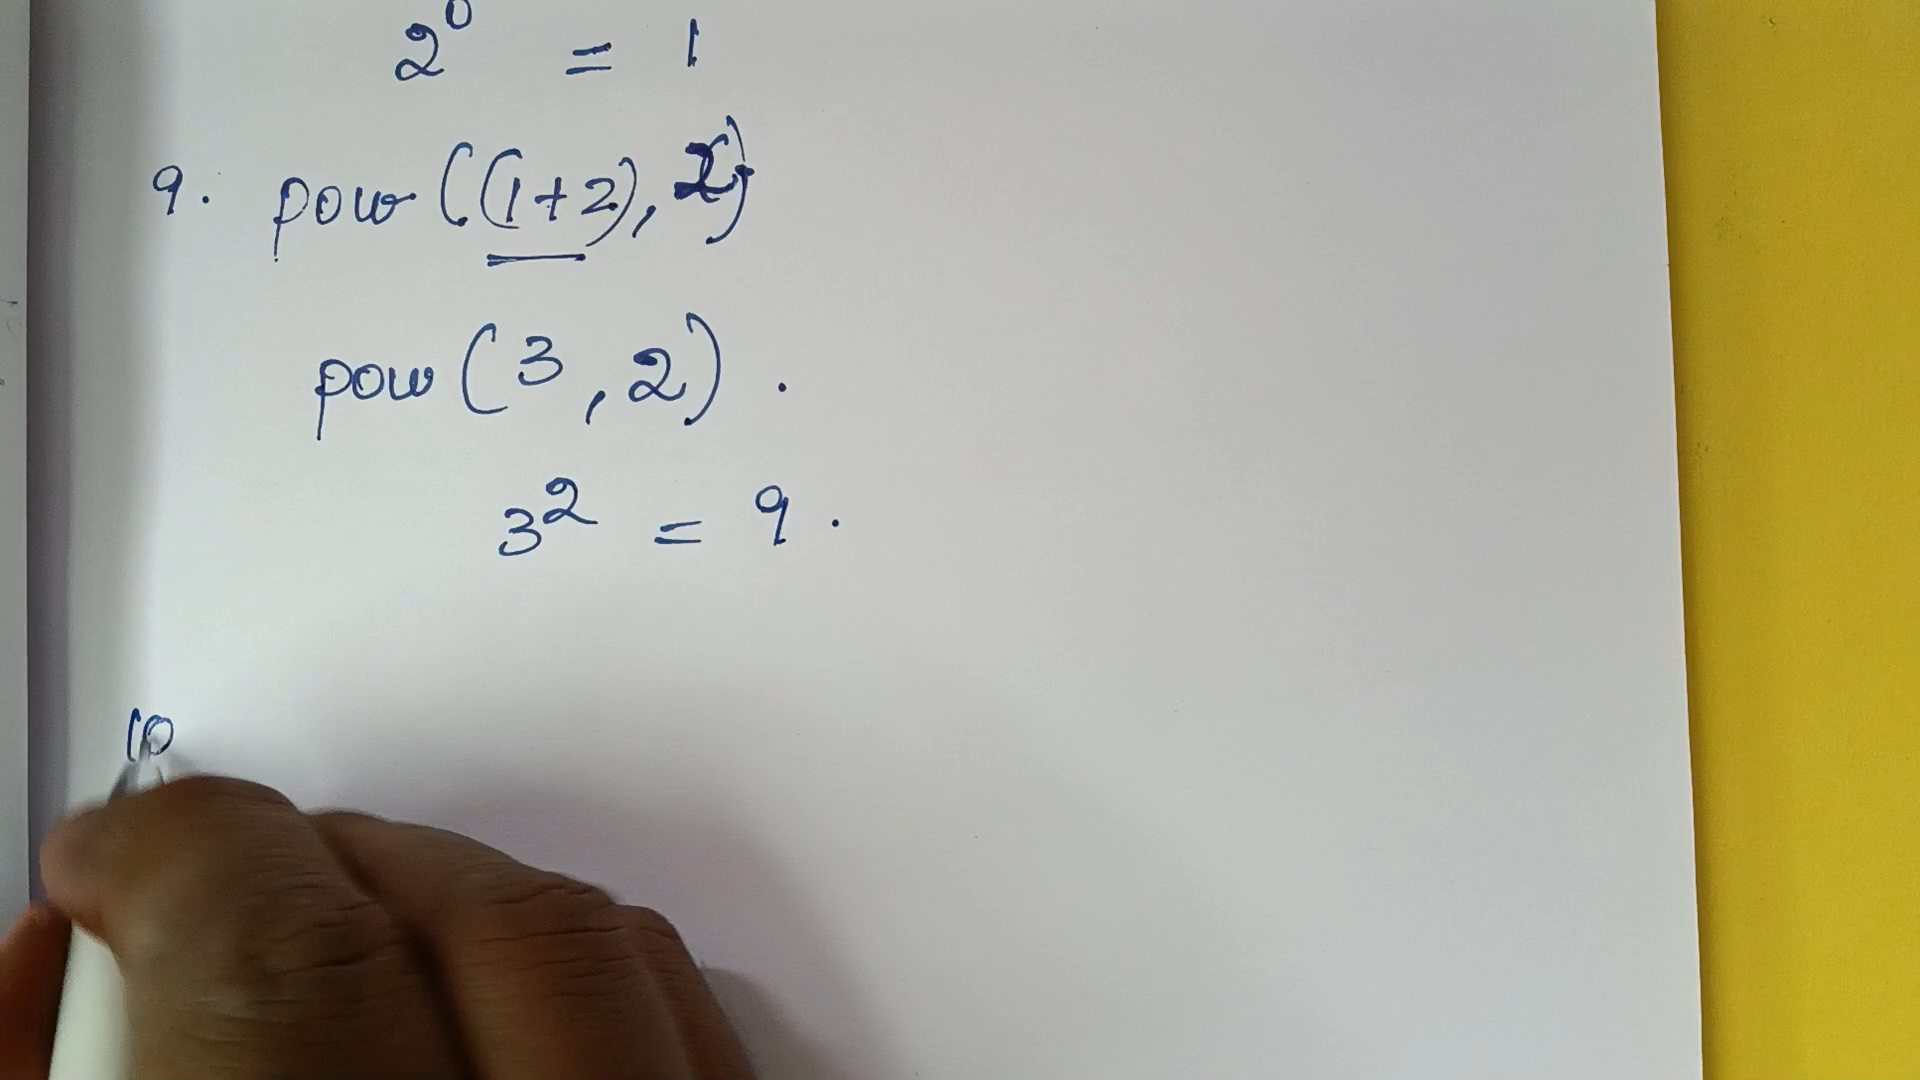 2⁰ = 1
9. pow((1+2), 2)
pow(3, 2).
3² = 9.
10